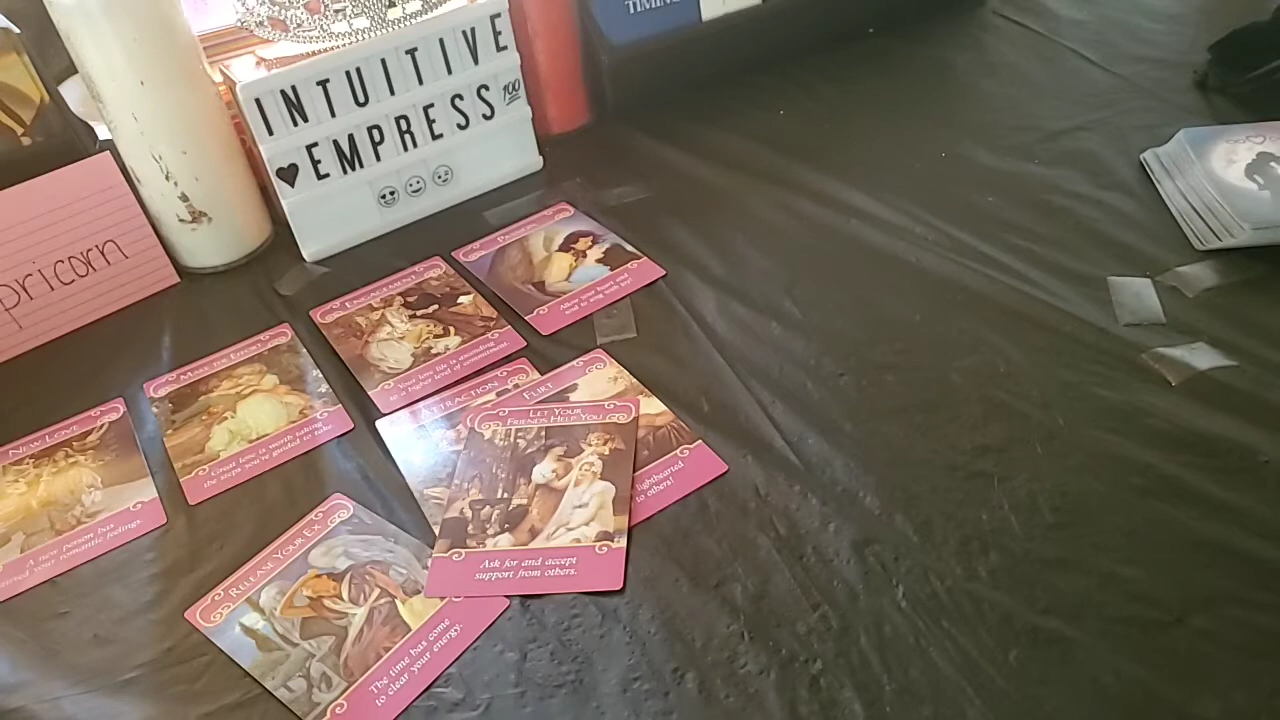 TIMING
INTUITIVE
♥EMPRESS💯
😍😀😉
pricorn
PASSION
Allow your heart and
soul to sing with joy!
ENGAGEMENT
Your love life is ascending
to a higher level of commitment.
MAKE THE EFFORT
Great love is worth taking
the steps you're guided to take.
NEW LOVE
A new person has
stirred your romantic feelings.
ATTRACTION
FLIRT
lighthearted
to others!
LET YOUR
FRIENDS HELP YOU
Ask for and accept
support from others.
RELEASE YOUR EX
The time has come
to clear your energy.